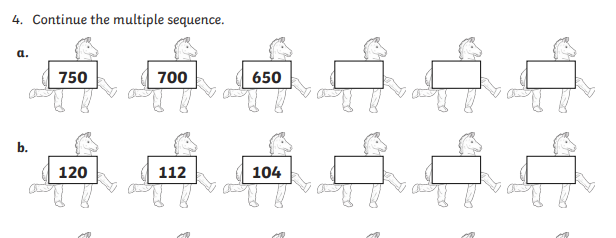 4. Continue the multiple sequence.
a.
750 700 650
b.
120 112 104